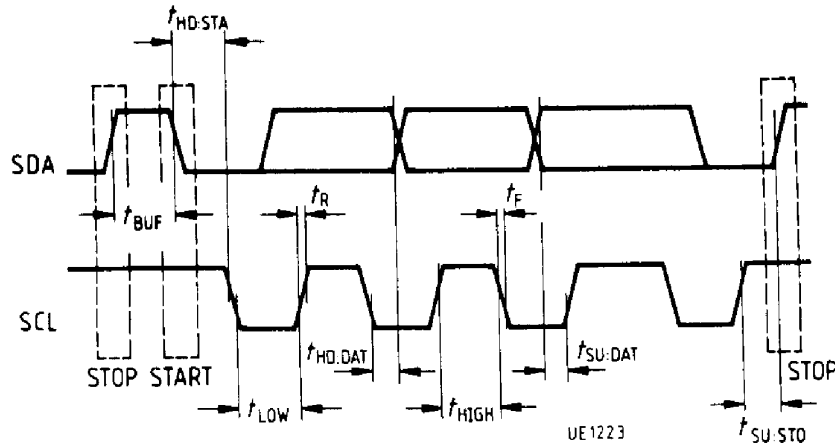 tHD:STA
SDA
tBUF
tR
tF
SCL
tHD:DAT
tSU:DAT
STOP START
STOP
tLOW
tHIGH
tSU:STO
UE1223